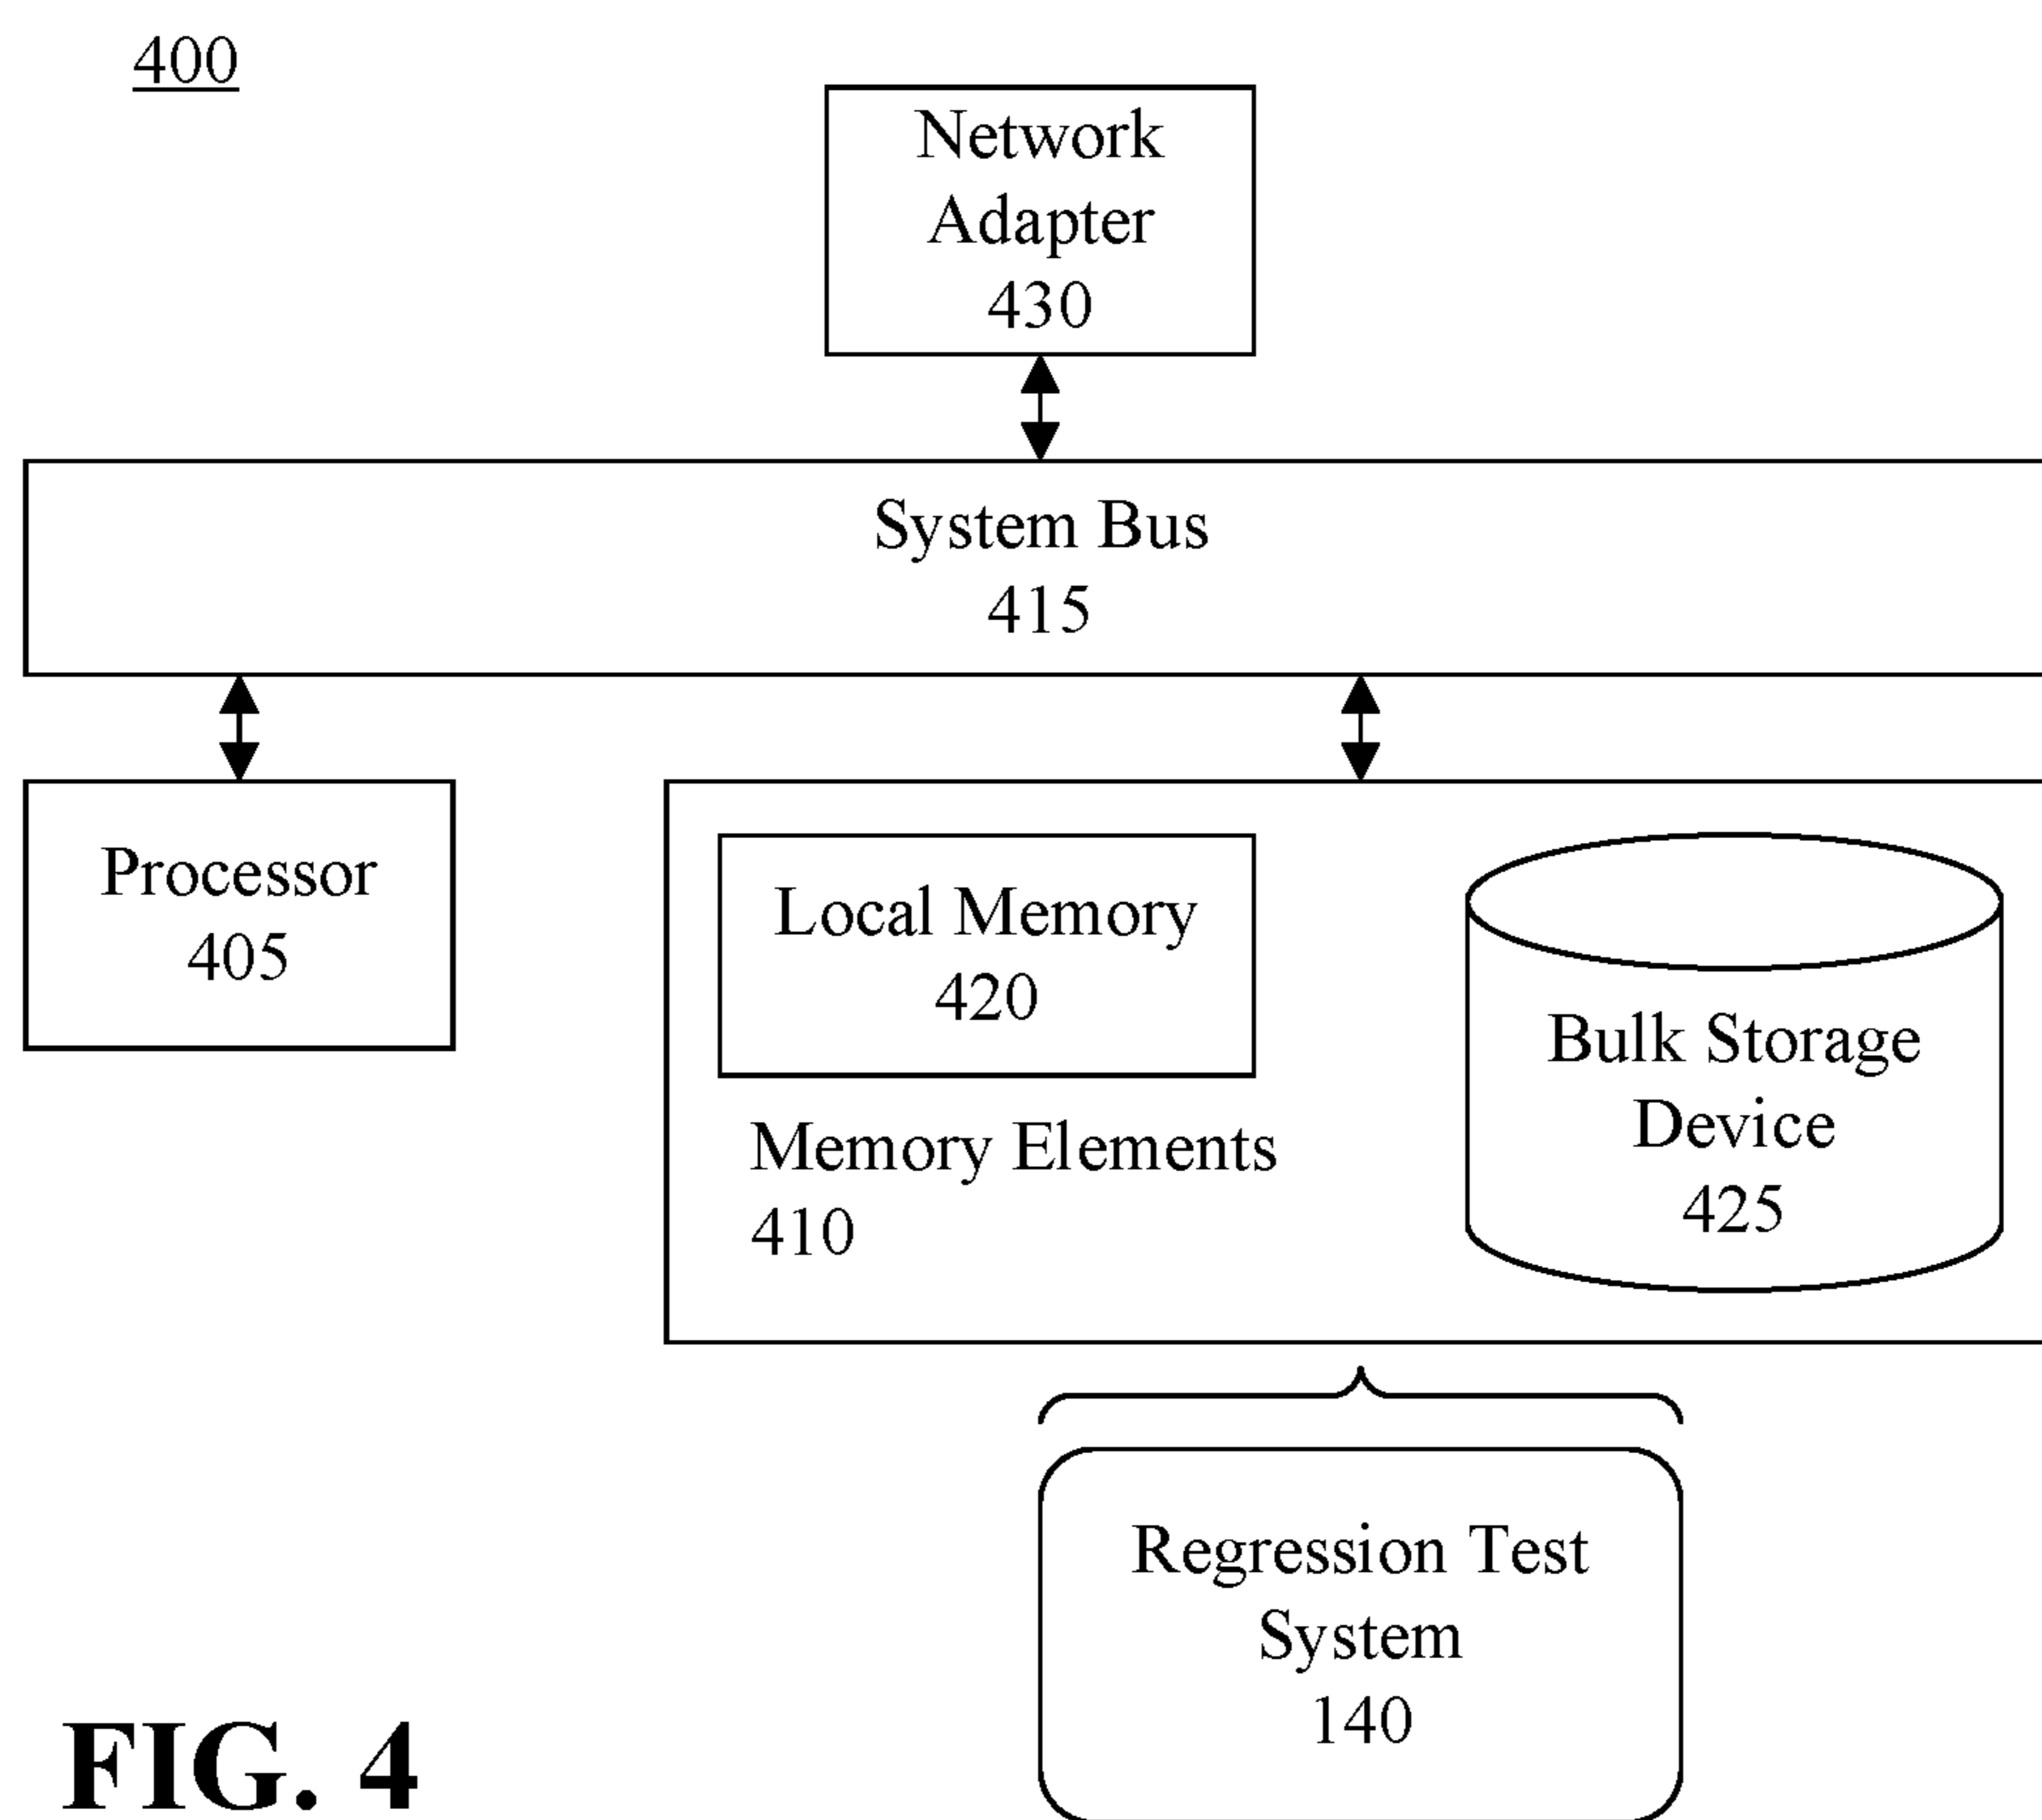 400
Network
Adapter
430
System Bus
415
Processor
405
Local Memory
420
Memory Elements
410
Bulk Storage
Device
425
Regression Test
System
140
FIG. 4